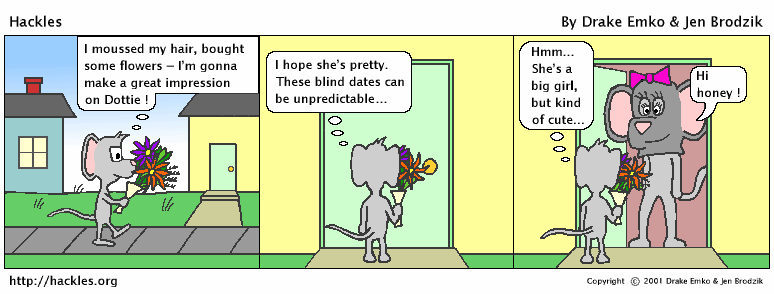 Hackles
By Drake Emko & Jen Brodzik
I moussed my hair, bought
some flowers – I'm gonna
make a great impression
on Dottie !
I hope she's pretty.
These blind dates can
be unpredictable...
Hmm...
She's a
big girl,
but kind
of cute...
Hi
honey !
http://hackles.org
Copyright © 2001 Drake Emko & Jen Brodzik